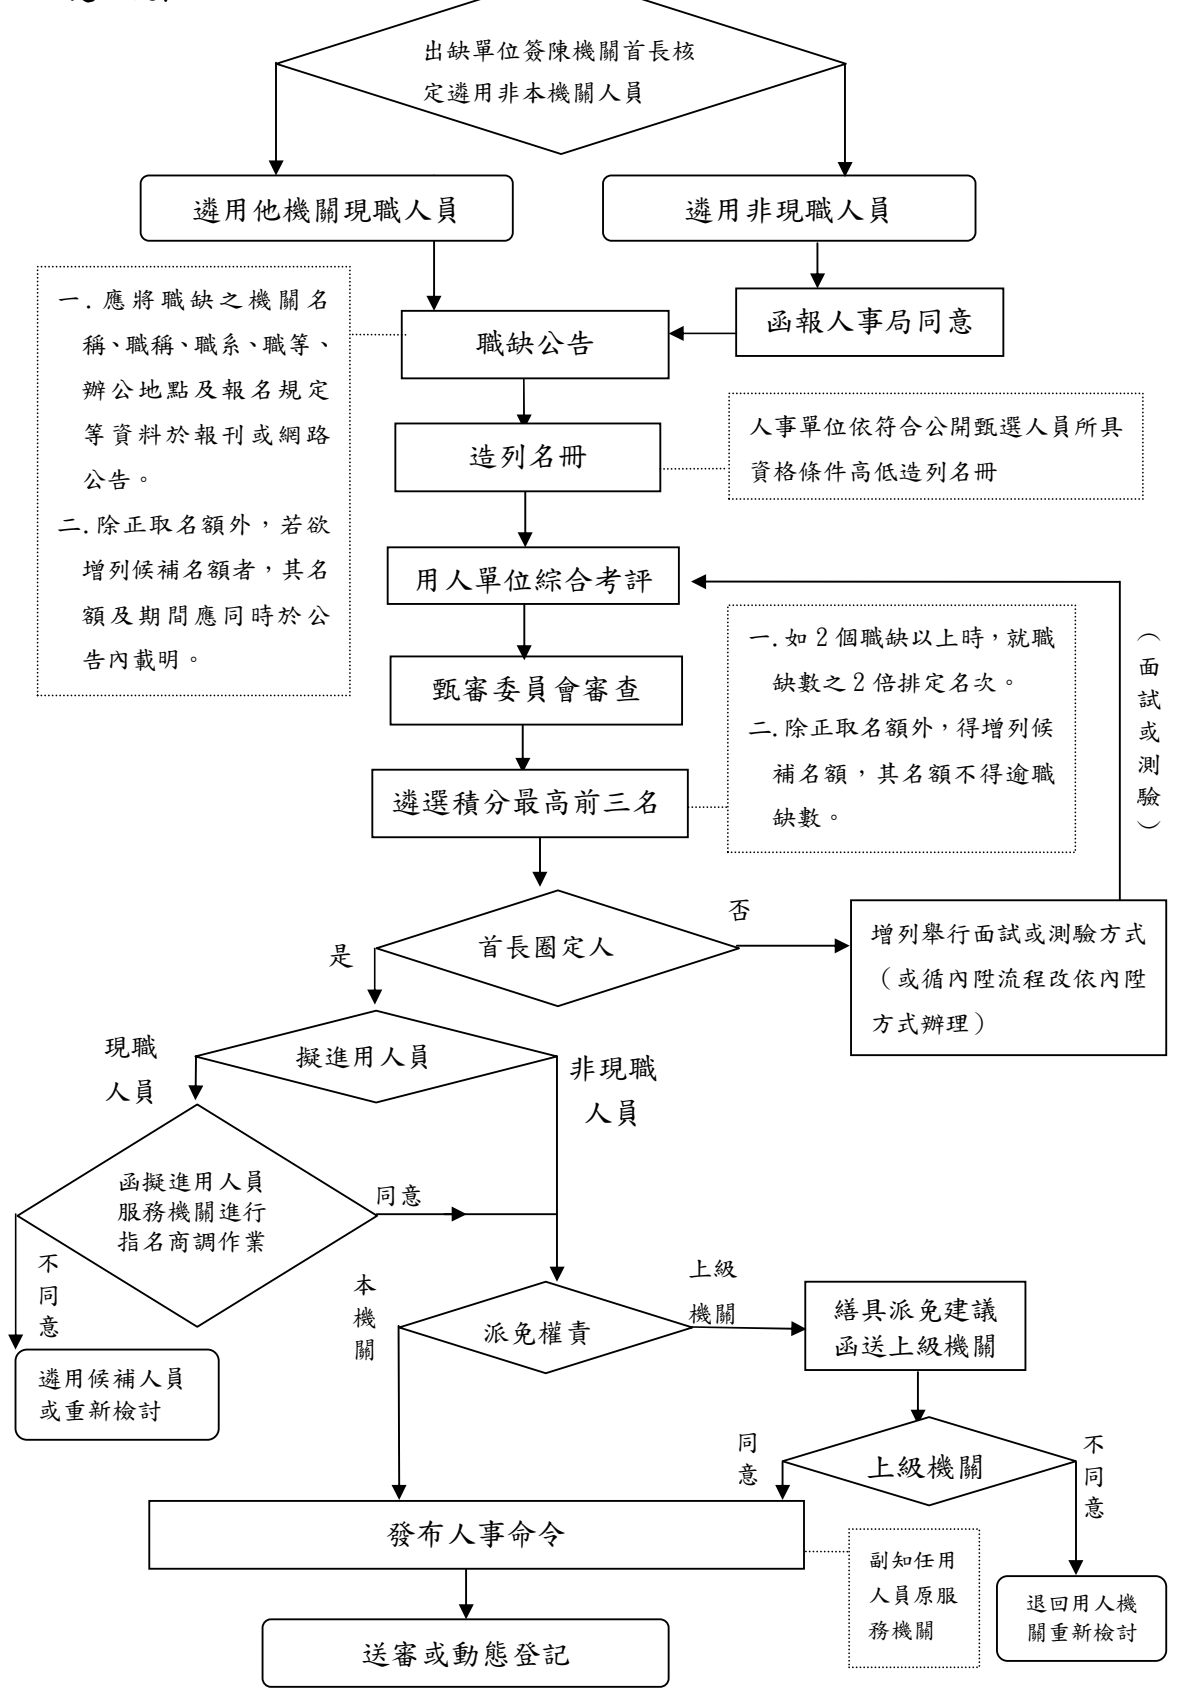 出缺單位簽陳機關首長核
定遴用非本機關人員
遴用他機關現職人員
遴用非現職人員
一.應將職缺之機關名
稱、職稱、職系、職等、
辦公地點及報名規定
等資料於報刊或網路
公告。
二.除正取名額外，若欲
增列候補名額者，其名
額及期間應同時於公
告內載明。
職缺公告
函報人事局同意
造列名冊
人事單位依符合公開甄選人員所具
資格條件高低造列名冊
用人單位綜合考評
甄審委員會審查
一.如2個職缺以上時，就職
缺數之2倍排定名次。
二.除正取名額外，得增列候
補名額，其名額不得逾職
缺數。
（面試或測驗）
遴選積分最高前三名
首長圈定人
是
否
增列舉行面試或測驗方式
（或循內陞流程改依內陞
方式辦理）
擬進用人員
現職
人員
非現職
人員
函擬進用人員
服務機關進行
指名商調作業
同意
不同意
遴用候補人員
或重新檢討
派免權責
本機關
上級
機關
繕具派免建議
函送上級機關
上級機關
同意
不同意
發布人事命令
副知任用
人員原服
務機關
退回用人機
關重新檢討
送審或動態登記